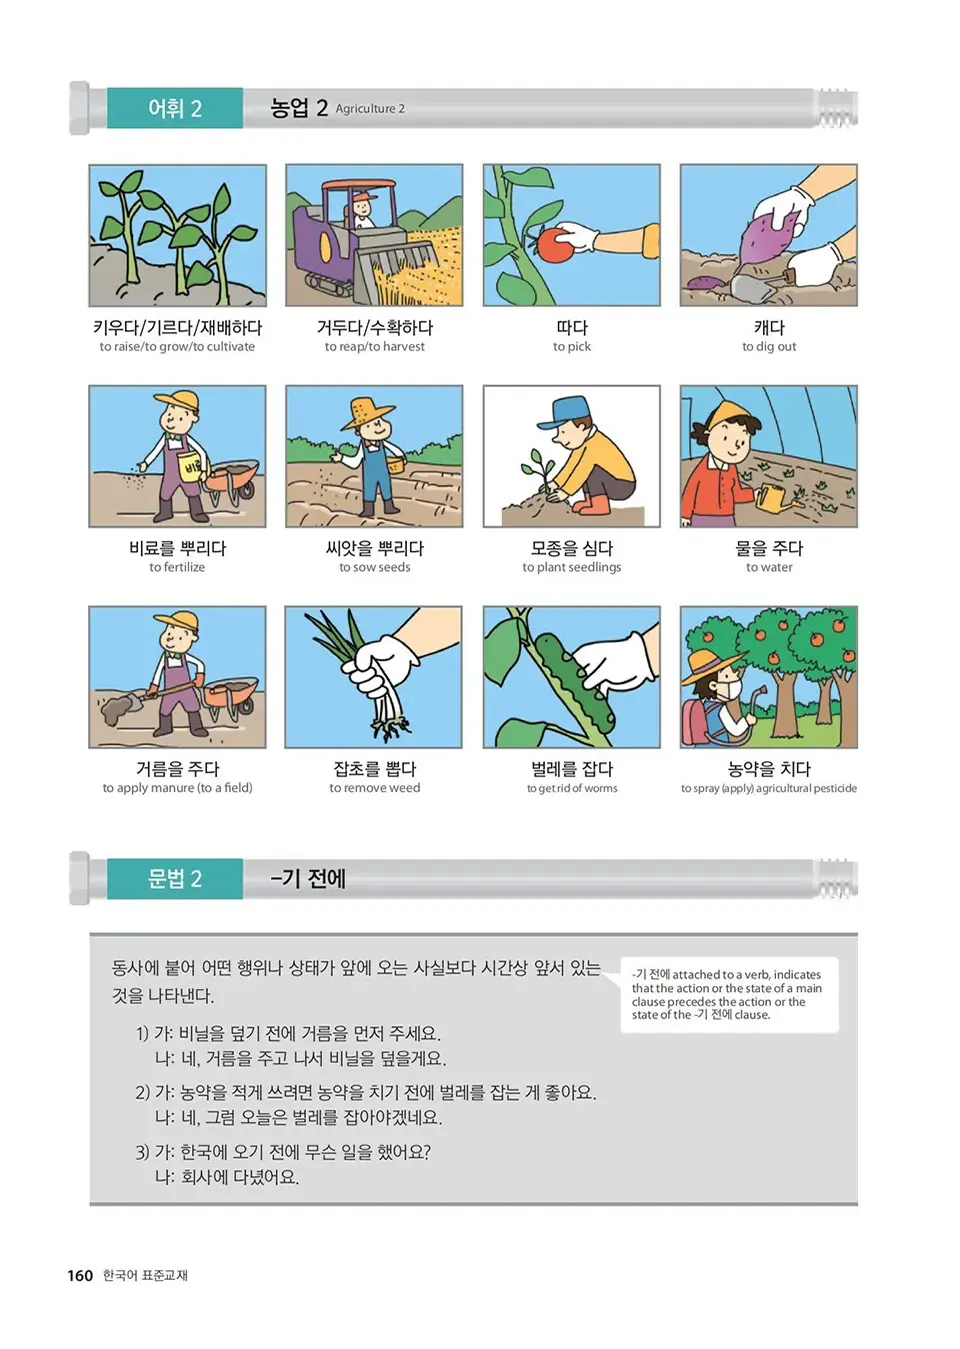 어휘 2
농업 2 Agriculture 2
키우다/기르다/재배하다
to raise/to grow/to cultivate
거두다/수확하다
to reap/to harvest
따다
to pick
캐다
to dig out
비료
비료를 뿌리다
to fertilize
씨앗을 뿌리다
to sow seeds
모종을 심다
to plant seedlings
물을 주다
to water
거름을 주다
to apply manure (to a field)
잡초를 뽑다
to remove weed
벌레를 잡다
to get rid of worms
농약을 치다
to spray (apply) agricultural pesticide
문법 2
–기 전에
동사에 붙어 어떤 행위나 상태가 앞에 오는 사실보다 시간상 앞서 있는
것을 나타낸다.
-기 전에 attached to a verb, indicates
that the action or the state of a main
clause precedes the action or the
state of the -기 전에 clause.
1) 가: 비닐을 덮기 전에 거름을 먼저 주세요.
나: 네, 거름을 주고 나서 비닐을 덮을게요.
2) 가: 농약을 적게 쓰려면 농약을 치기 전에 벌레를 잡는 게 좋아요.
나: 네, 그럼 오늘은 벌레를 잡아야겠네요.
3) 가: 한국에 오기 전에 무슨 일을 했어요?
나: 회사에 다녔어요.
160 한국어 표준교재